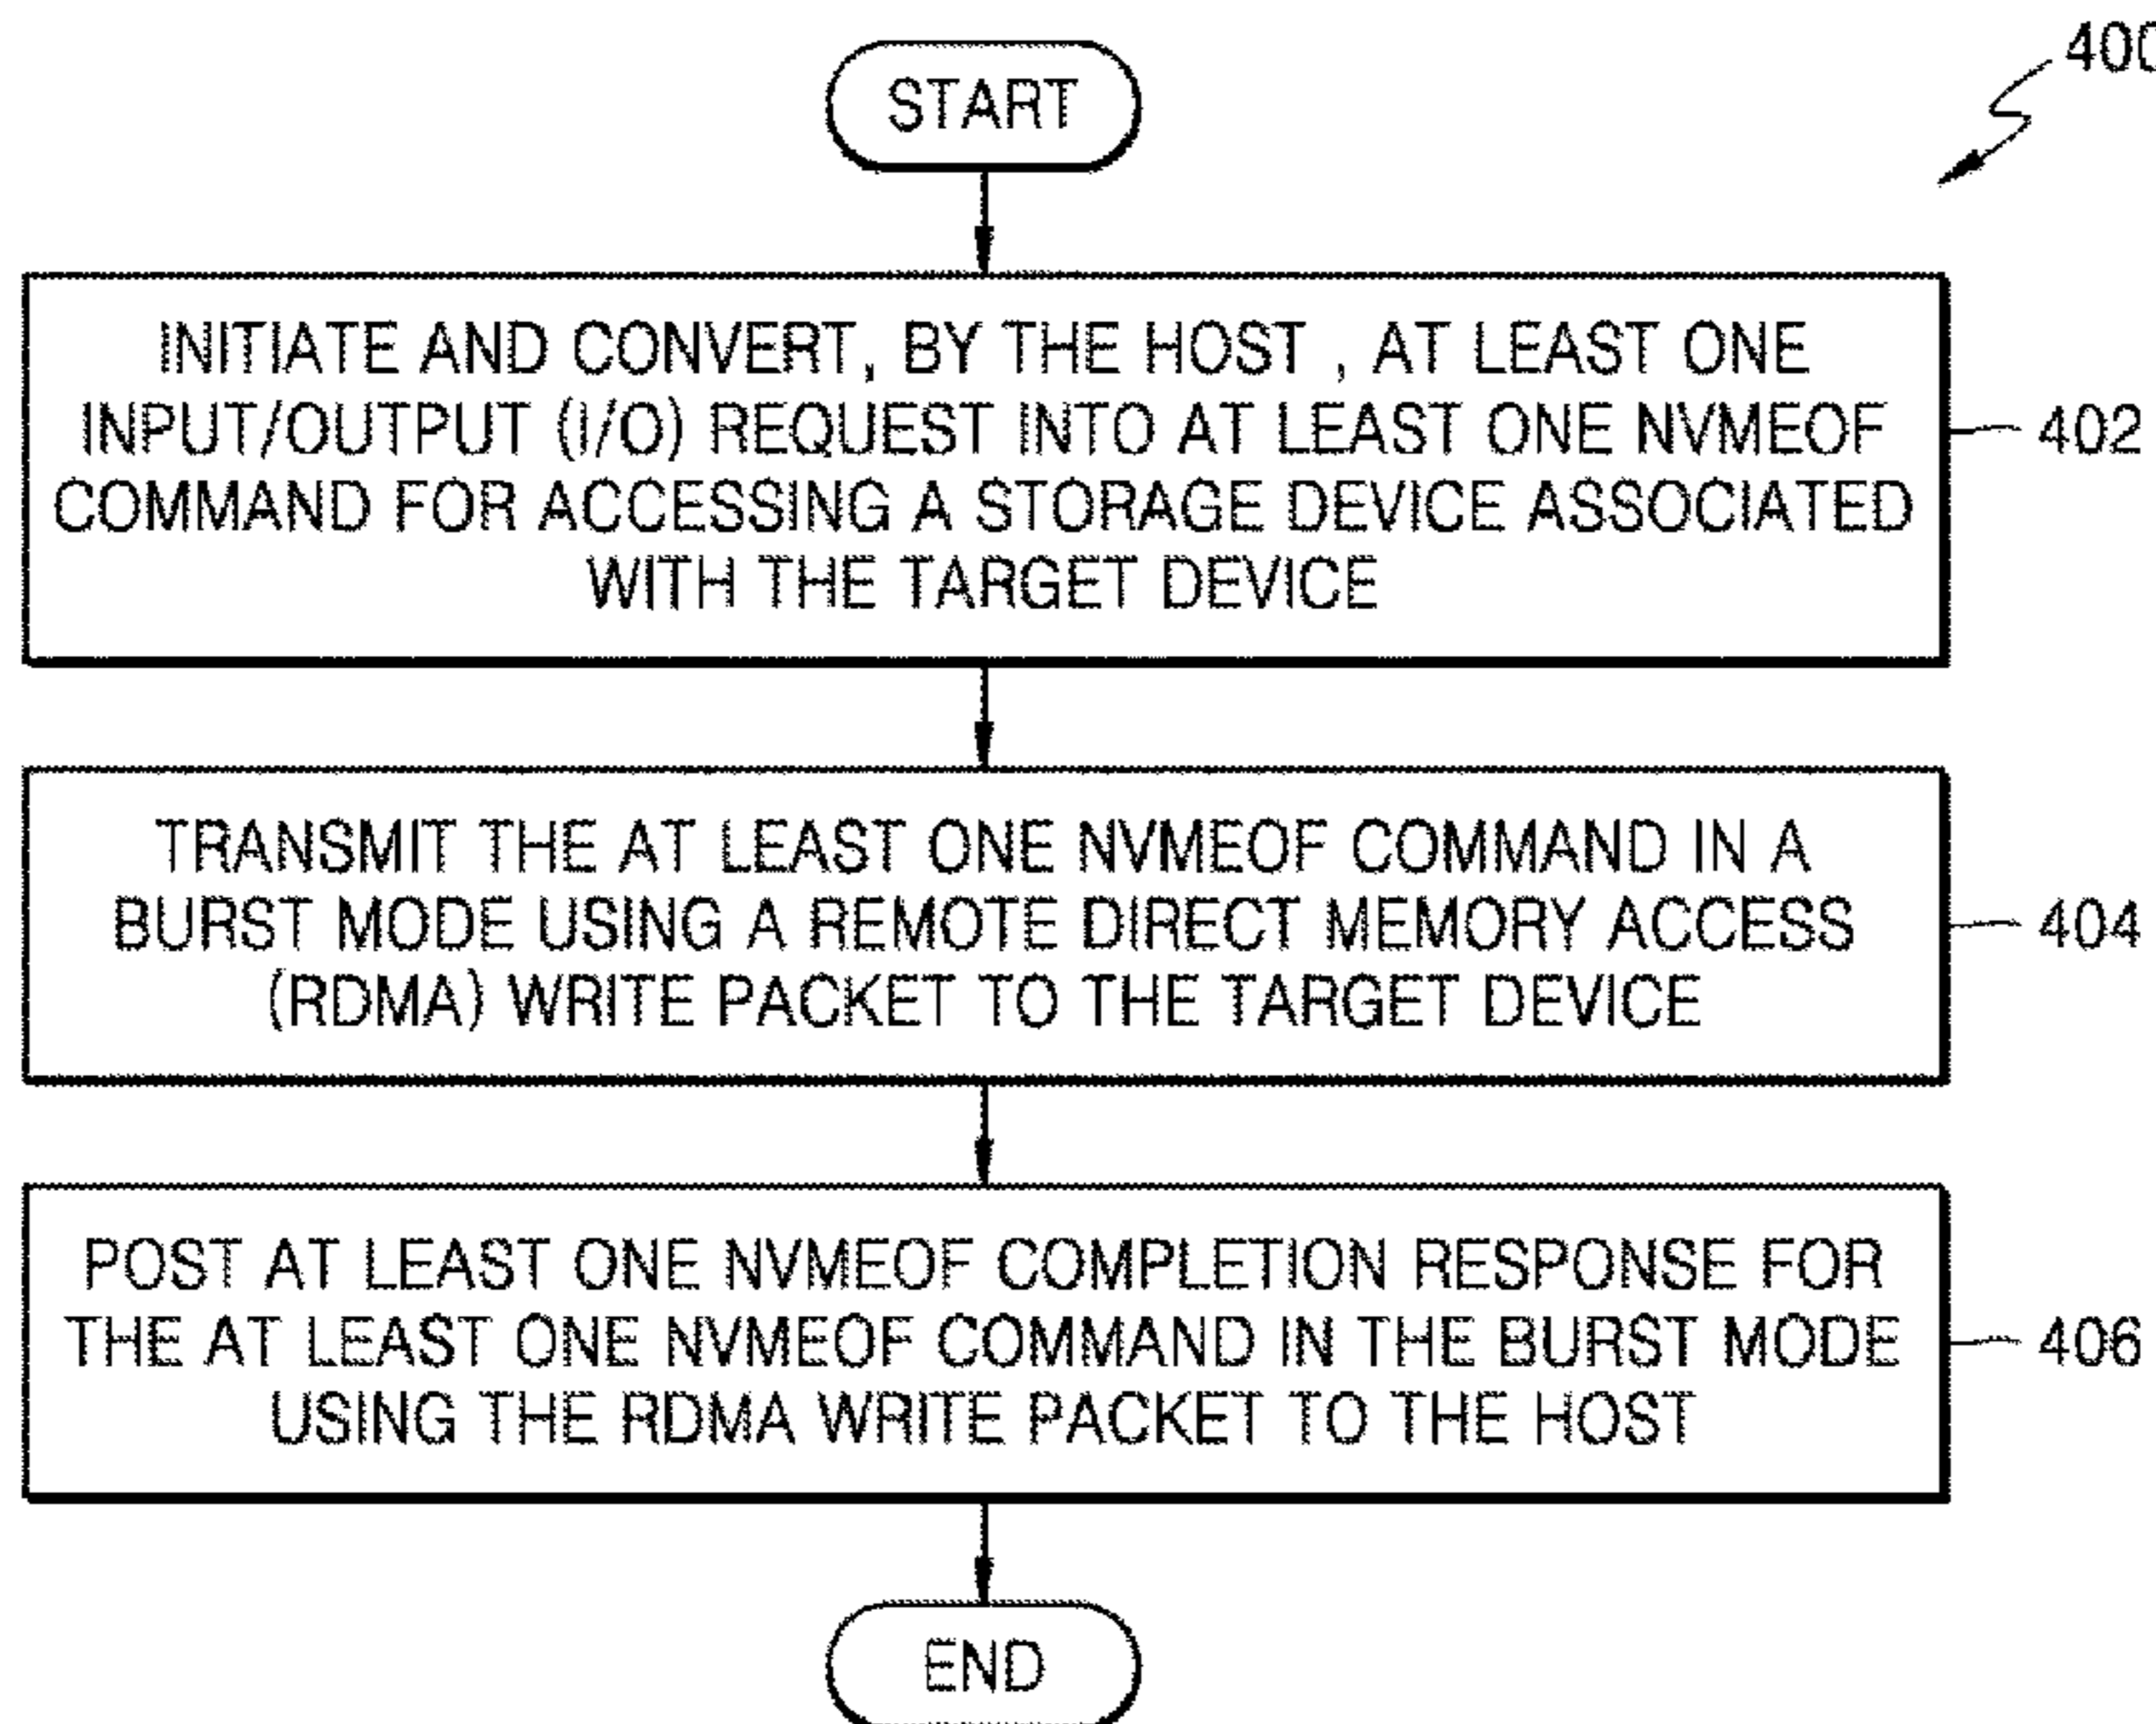 START
400
INITIATE AND CONVERT, BY THE HOST , AT LEAST ONE
INPUT/OUTPUT (I/O) REQUEST INTO AT LEAST ONE NVMEOF
COMMAND FOR ACCESSING A STORAGE DEVICE ASSOCIATED
WITH THE TARGET DEVICE
402
TRANSMIT THE AT LEAST ONE NVMEOF COMMAND IN A
BURST MODE USING A REMOTE DIRECT MEMORY ACCESS
(RDMA) WRITE PACKET TO THE TARGET DEVICE
404
POST AT LEAST ONE NVMEOF COMPLETION RESPONSE FOR
THE AT LEAST ONE NVMEOF COMMAND IN THE BURST MODE
USING THE RDMA WRITE PACKET TO THE HOST
406
END